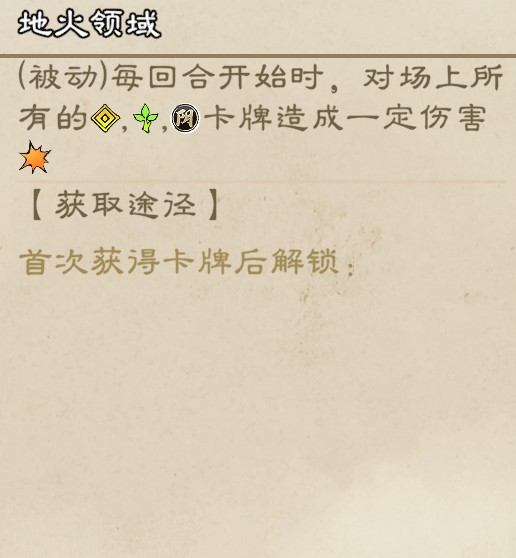 地火领域
(被动)每回合开始时，对场上所
有的,,阴卡牌造成一定伤害
【获取途径】
首次获得卡牌后解锁；